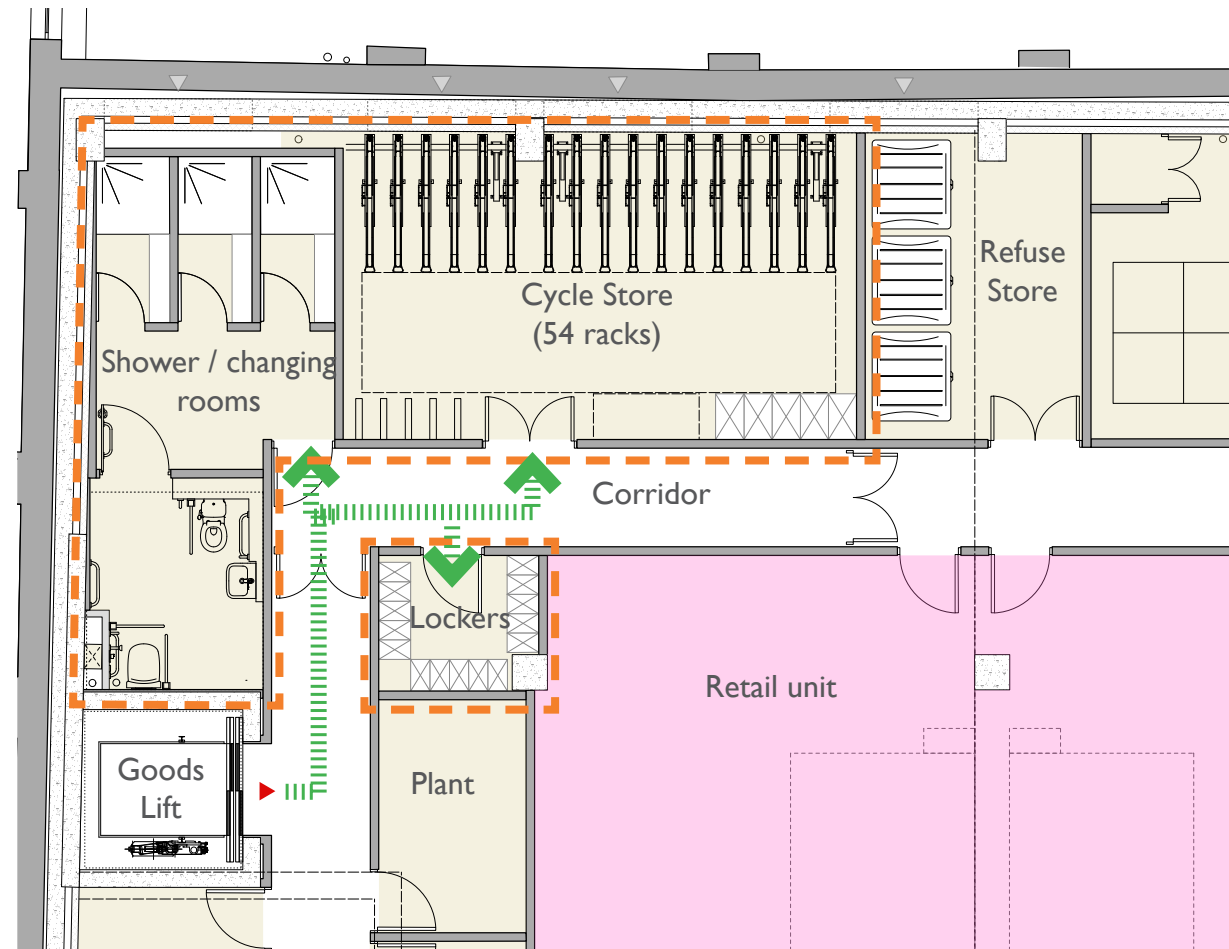 Refuse
Store
Cycle Store
(54 racks)
Shower / changing
rooms
Corridor
Lockers
Retail unit
Goods
Lift
Plant